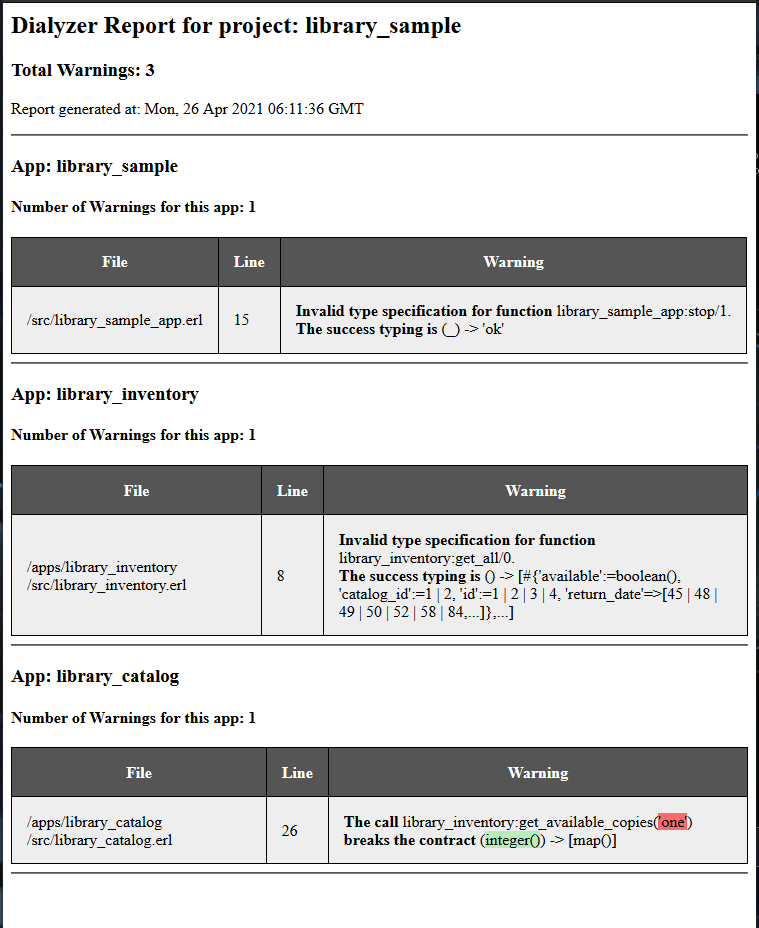 Dialyzer Report for project: library_sample
Total Warnings: 3
Report generated at: Mon, 26 Apr 2021 06:11:36 GMT
App: library_sample
Number of Warnings for this app: 1
File Line Warning
/src/library_sample_app.erl 15 Invalid type specification for function library_sample_app:stop/1.
The success typing is (_) -> 'ok'
App: library_inventory
Number of Warnings for this app: 1
File Line Warning
/apps/library_inventory
/src/library_inventory.erl
8
Invalid type specification for function
library_inventory:get_all/0.
The success typing is () -> [#{'available':=boolean(),
'catalog_id':=1 | 2, 'id':=1 | 2 | 3 | 4, 'return_date'=>[45 | 48 |
49 | 50 | 52 | 58 | 84,...]},...]
App: library_catalog
Number of Warnings for this app: 1
File Line Warning
/apps/library_catalog
/src/library_catalog.erl
26
The call library_inventory:get_available_copies('one')
breaks the contract (integer()) -> [map()]